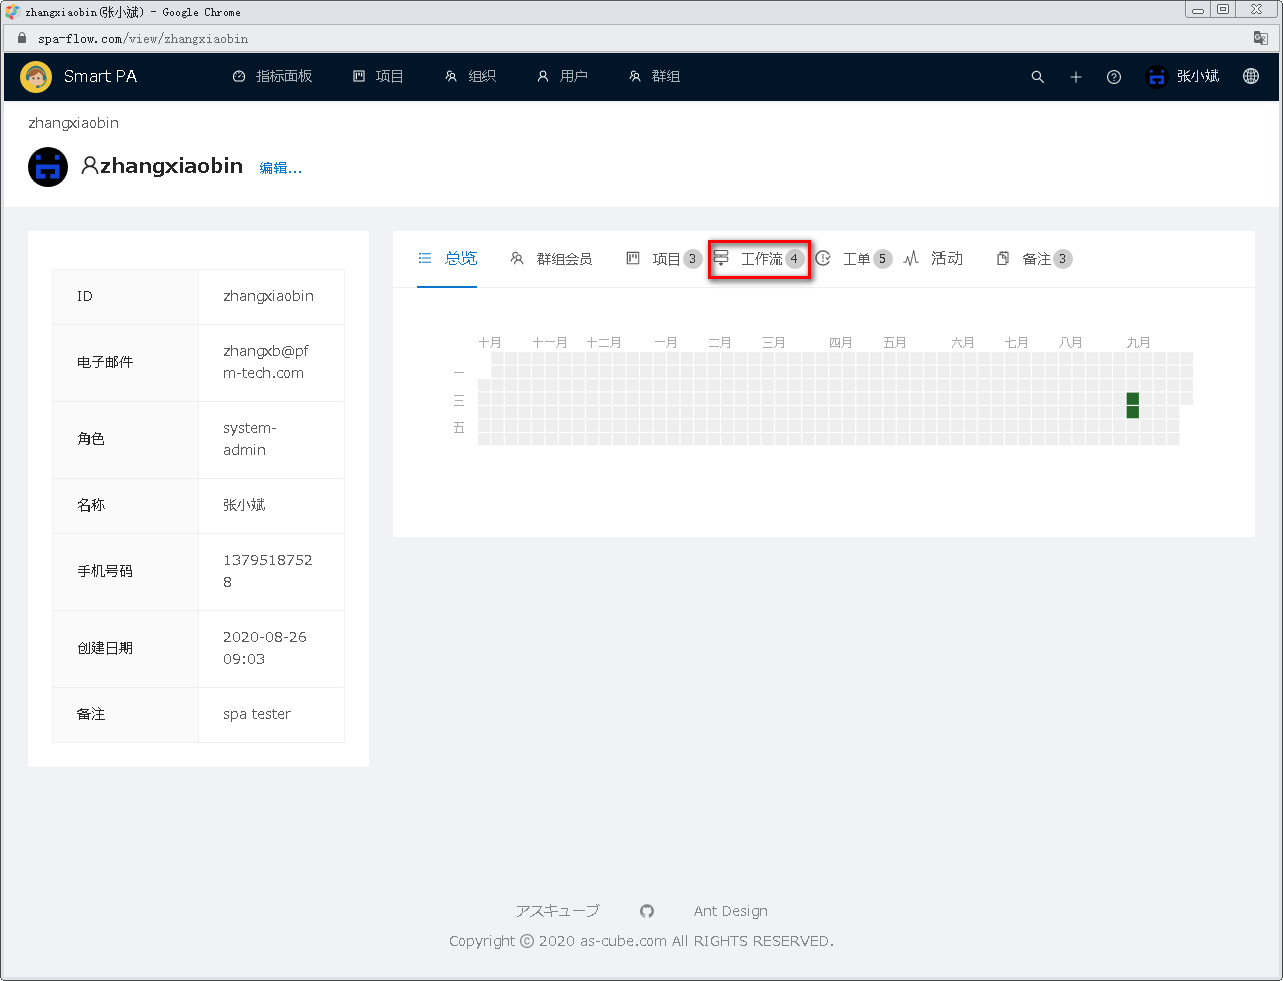 zhangxiaobin(张小斌) - Google Chrome
spa-flow.com/view/zhangxiaobin
Smart PA 指标面板 项目 组织 用户 群组 张小斌
zhangxiaobin
zhangxiaobin 编辑...
总览 群组会员 项目 3 工作流 4 工单 5 活动 备注 3
ID zhangxiaobin
电子邮件 zhangxb@pf
m-tech.com
角色 system-
admin
名称 张小斌
手机号码 1379518752
8
创建日期 2020-08-26
09:03
备注 spa tester
十月 十一月 十二月 一月 二月 三月 四月 五月 六月 七月 八月 九月
一
三
五
アスキューブ Ant Design
Copyright © 2020 as-cube.com All RIGHTS RESERVED.